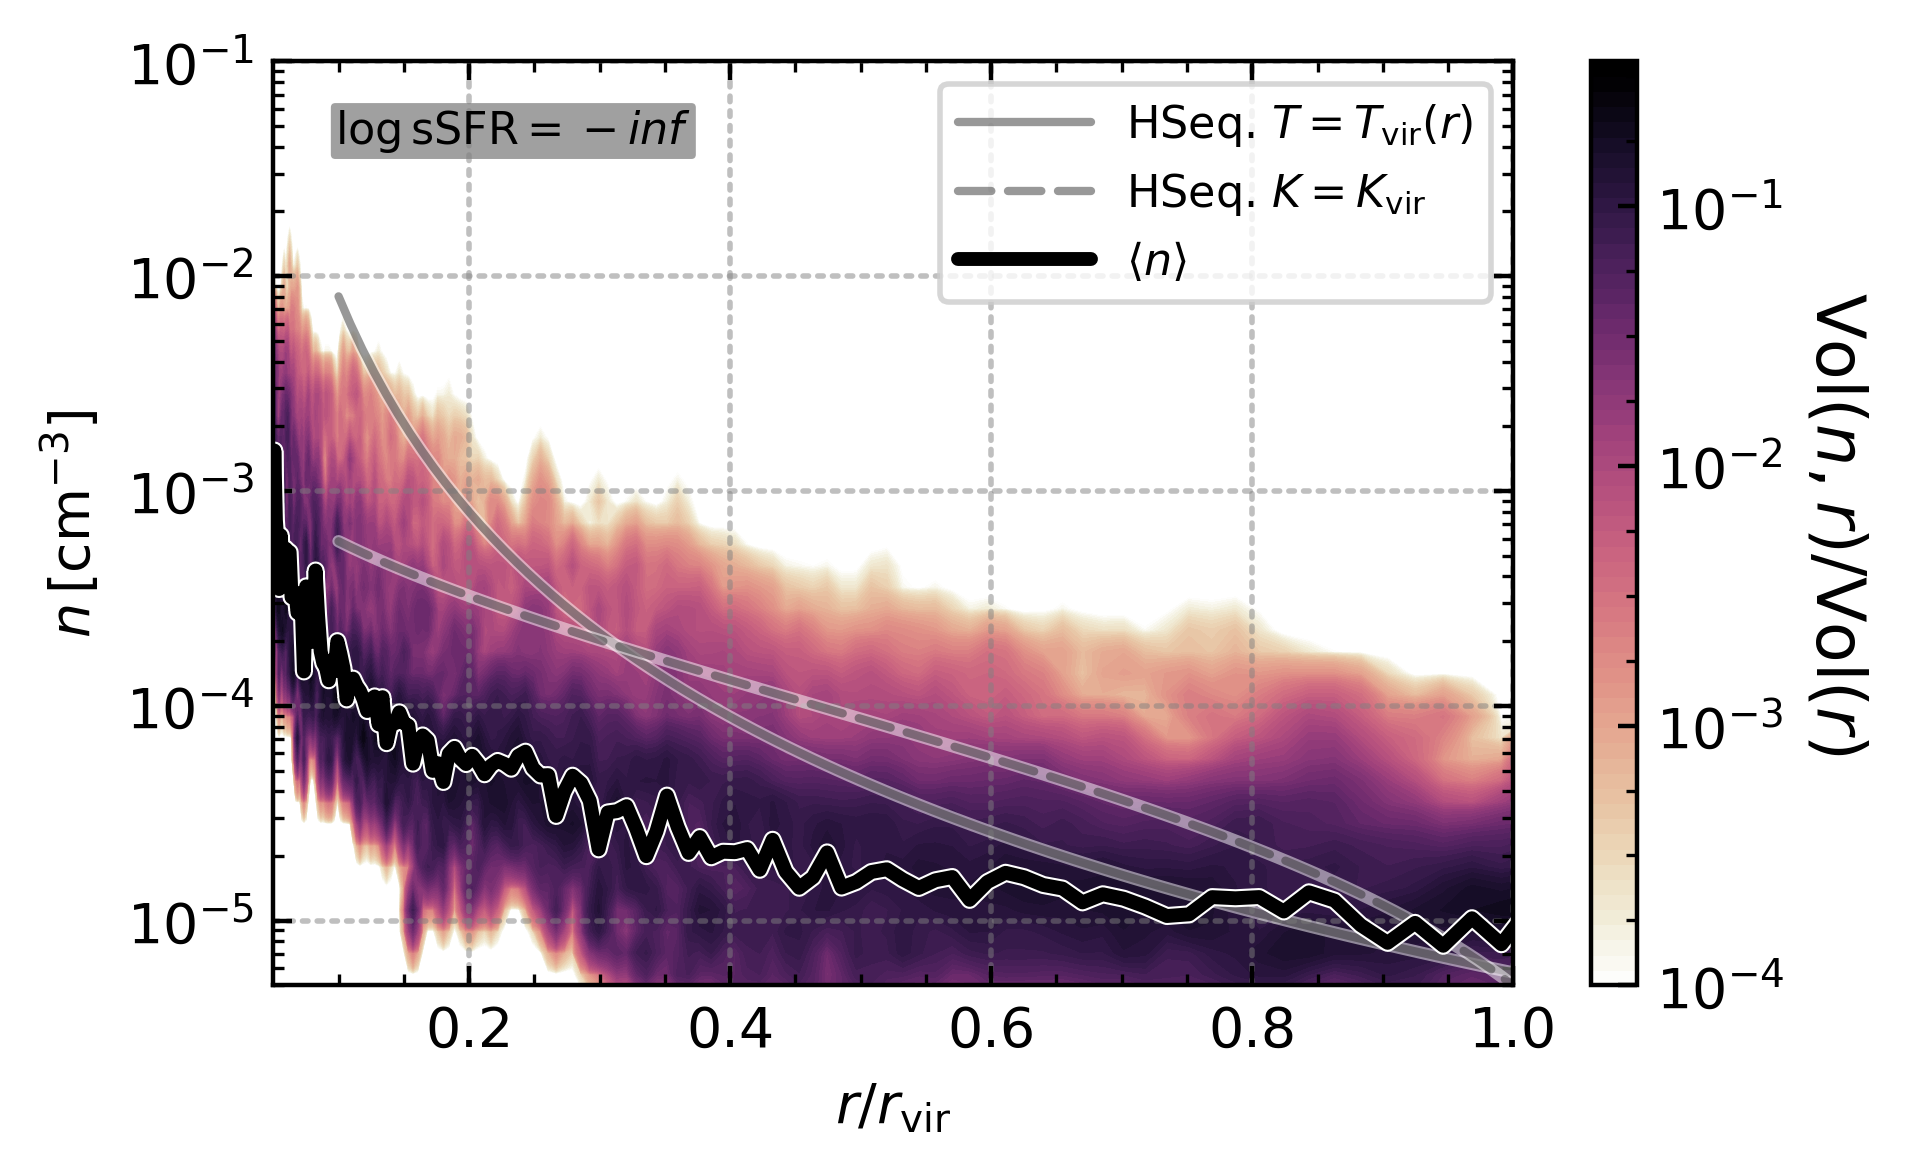 10⁻¹
10⁻²
10⁻³
10⁻⁴
10⁻⁵
n [cm⁻³]
log sSFR = −inf
HSeq. T = T_vir(r)
HSeq. K = K_vir
⟨n⟩
0.2 0.4 0.6 0.8 1.0
r/r_vir
10⁻¹
10⁻²
10⁻³
10⁻⁴
Vol(n, r)/Vol(r)